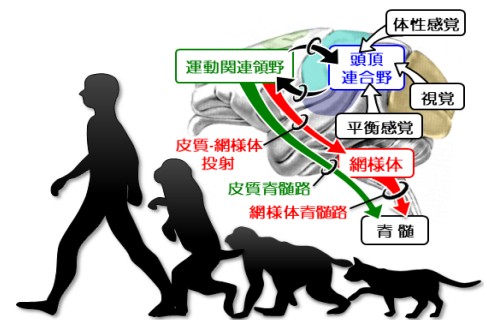 体性感覚
運動関連領野
頭頂
連合野
視覚
平衡感覚
皮質-網様体
投射
網様体
皮質脊髄路
網様体脊髄路
脊髄